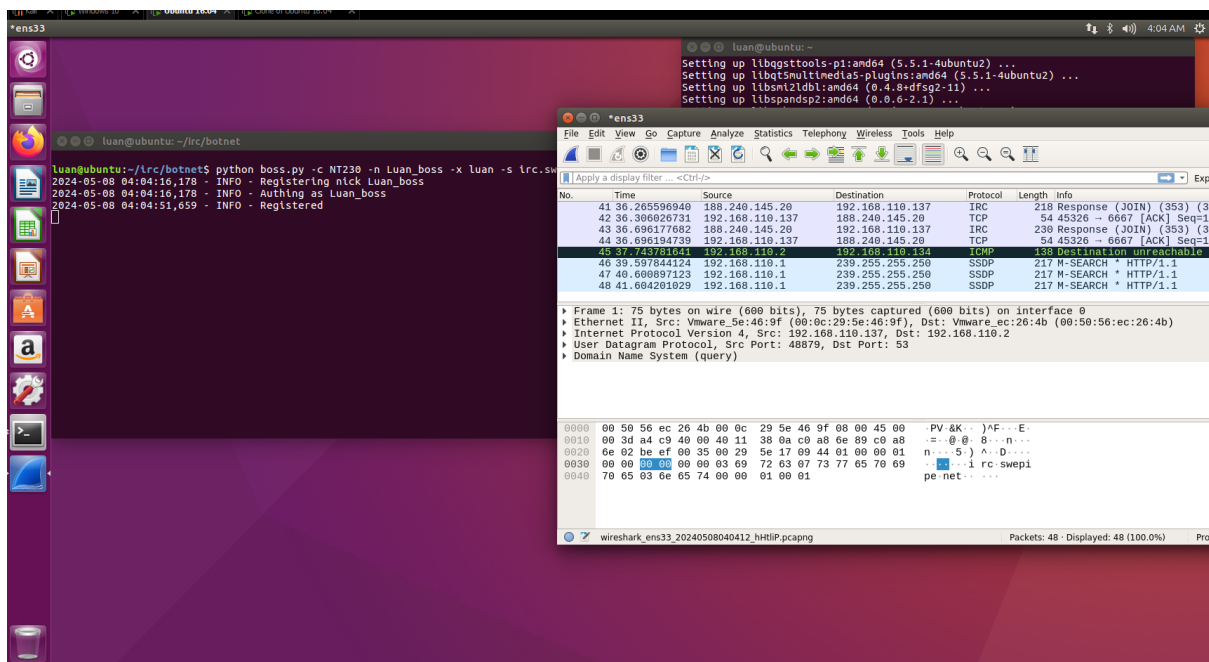 Kali
Windows 10
Ubuntu 16.04
Clone of Ubuntu 18.04
*ens33
4:04 AM
luan@ubuntu: ~
Setting up libqgsttools-p1:amd64 (5.5.1-4ubuntu2) ...
Setting up libqt5multimedia5-plugins:amd64 (5.5.1-4ubuntu2) ...
Setting up libsmi2ldbl:amd64 (0.4.8+dfsg2-11) ...
Setting up libspandsp2:amd64 (0.0.6-2.1) ...
luan@ubuntu: ~/irc/botnet
luan@ubuntu:~/irc/botnet$ python boss.py -c NT230 -n Luan_boss -x luan -s irc.sw
2024-05-08 04:04:16,178 - INFO - Registering nick Luan_boss
2024-05-08 04:04:16,178 - INFO - Authing as Luan_boss
2024-05-08 04:04:51,659 - INFO - Registered
*ens33
File Edit View Go Capture Analyze Statistics Telephony Wireless Tools Help
Apply a display filter ... <Ctrl-/> Exp
No. Time Source Destination Protocol Length Info
41 36.265596940 188.240.145.20 192.168.110.137 IRC 218 Response (JOIN) (353) (3
42 36.306026731 192.168.110.137 188.240.145.20 TCP 54 45326 → 6667 [ACK] Seq=1
43 36.696177682 188.240.145.20 192.168.110.137 IRC 230 Response (JOIN) (353) (3
44 36.696194739 192.168.110.137 188.240.145.20 TCP 54 45326 → 6667 [ACK] Seq=1
45 37.743781641 192.168.110.2 192.168.110.134 ICMP 138 Destination unreachable
46 39.597844124 192.168.110.1 239.255.255.250 SSDP 217 M-SEARCH * HTTP/1.1
47 40.600897123 192.168.110.1 239.255.255.250 SSDP 217 M-SEARCH * HTTP/1.1
48 41.604201029 192.168.110.1 239.255.255.250 SSDP 217 M-SEARCH * HTTP/1.1
Frame 1: 75 bytes on wire (600 bits), 75 bytes captured (600 bits) on interface 0
Ethernet II, Src: Vmware_5e:46:9f (00:0c:29:5e:46:9f), Dst: Vmware_ec:26:4b (00:50:56:ec:26:4b)
Internet Protocol Version 4, Src: 192.168.110.137, Dst: 192.168.110.2
User Datagram Protocol, Src Port: 48879, Dst Port: 53
Domain Name System (query)
0000 00 50 56 ec 26 4b 00 0c 29 5e 46 9f 08 00 45 00 ·PV·&K·· )^F···E·
0010 00 3d a4 c9 40 00 40 11 38 0a c0 a8 6e 89 c0 a8 ·=··@·@· 8···n···
0020 6e 02 be ef 00 35 00 29 5e 17 09 44 01 00 00 01 n····5·) ^··D····
0030 00 00 00 00 00 00 03 69 72 63 07 73 77 65 70 69 ·······i rc·swepi
0040 70 65 03 6e 65 74 00 00 01 00 01 pe·net·· ···
wireshark_ens33_20240508040412_hHtliP.pcapng Packets: 48 · Displayed: 48 (100.0%) Pro